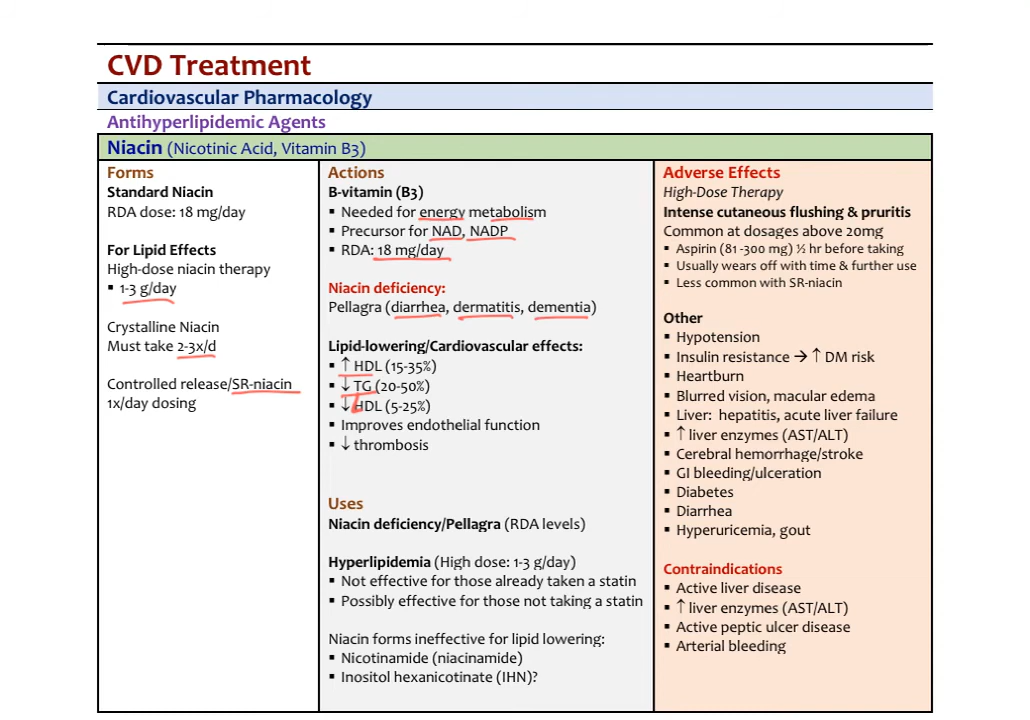 CVD Treatment
Cardiovascular Pharmacology
Antihyperlipidemic Agents
Niacin (Nicotinic Acid, Vitamin B3)
Forms
Standard Niacin
RDA dose: 18 mg/day
For Lipid Effects
High-dose niacin therapy
▪ 1-3 g/day
Crystalline Niacin
Must take 2-3x/d
Controlled release/SR-niacin
1x/day dosing
Actions
B-vitamin (B3)
▪ Needed for energy metabolism
▪ Precursor for NAD, NADP
▪ RDA: 18 mg/day
Niacin deficiency:
Pellagra (diarrhea, dermatitis, dementia)
Lipid-lowering/Cardiovascular effects:
▪ ↑ HDL (15-35%)
▪ ↓ TG (20-50%)
▪ ↓ HDL (5-25%)
▪ Improves endothelial function
▪ ↓ thrombosis
Uses
Niacin deficiency/Pellagra (RDA levels)
Hyperlipidemia (High dose: 1-3 g/day)
▪ Not effective for those already taken a statin
▪ Possibly effective for those not taking a statin
Niacin forms ineffective for lipid lowering:
▪ Nicotinamide (niacinamide)
▪ Inositol hexanicotinate (IHN)?
Adverse Effects
High-Dose Therapy
Intense cutaneous flushing & pruritis
Common at dosages above 20mg
▪ Aspirin (81 -300 mg) ½ hr before taking
▪ Usually wears off with time & further use
▪ Less common with SR-niacin
Other
▪ Hypotension
▪ Insulin resistance → ↑ DM risk
▪ Heartburn
▪ Blurred vision, macular edema
▪ Liver: hepatitis, acute liver failure
▪ ↑ liver enzymes (AST/ALT)
▪ Cerebral hemorrhage/stroke
▪ GI bleeding/ulceration
▪ Diabetes
▪ Diarrhea
▪ Hyperuricemia, gout
Contraindications
▪ Active liver disease
▪ ↑ liver enzymes (AST/ALT)
▪ Active peptic ulcer disease
▪ Arterial bleeding